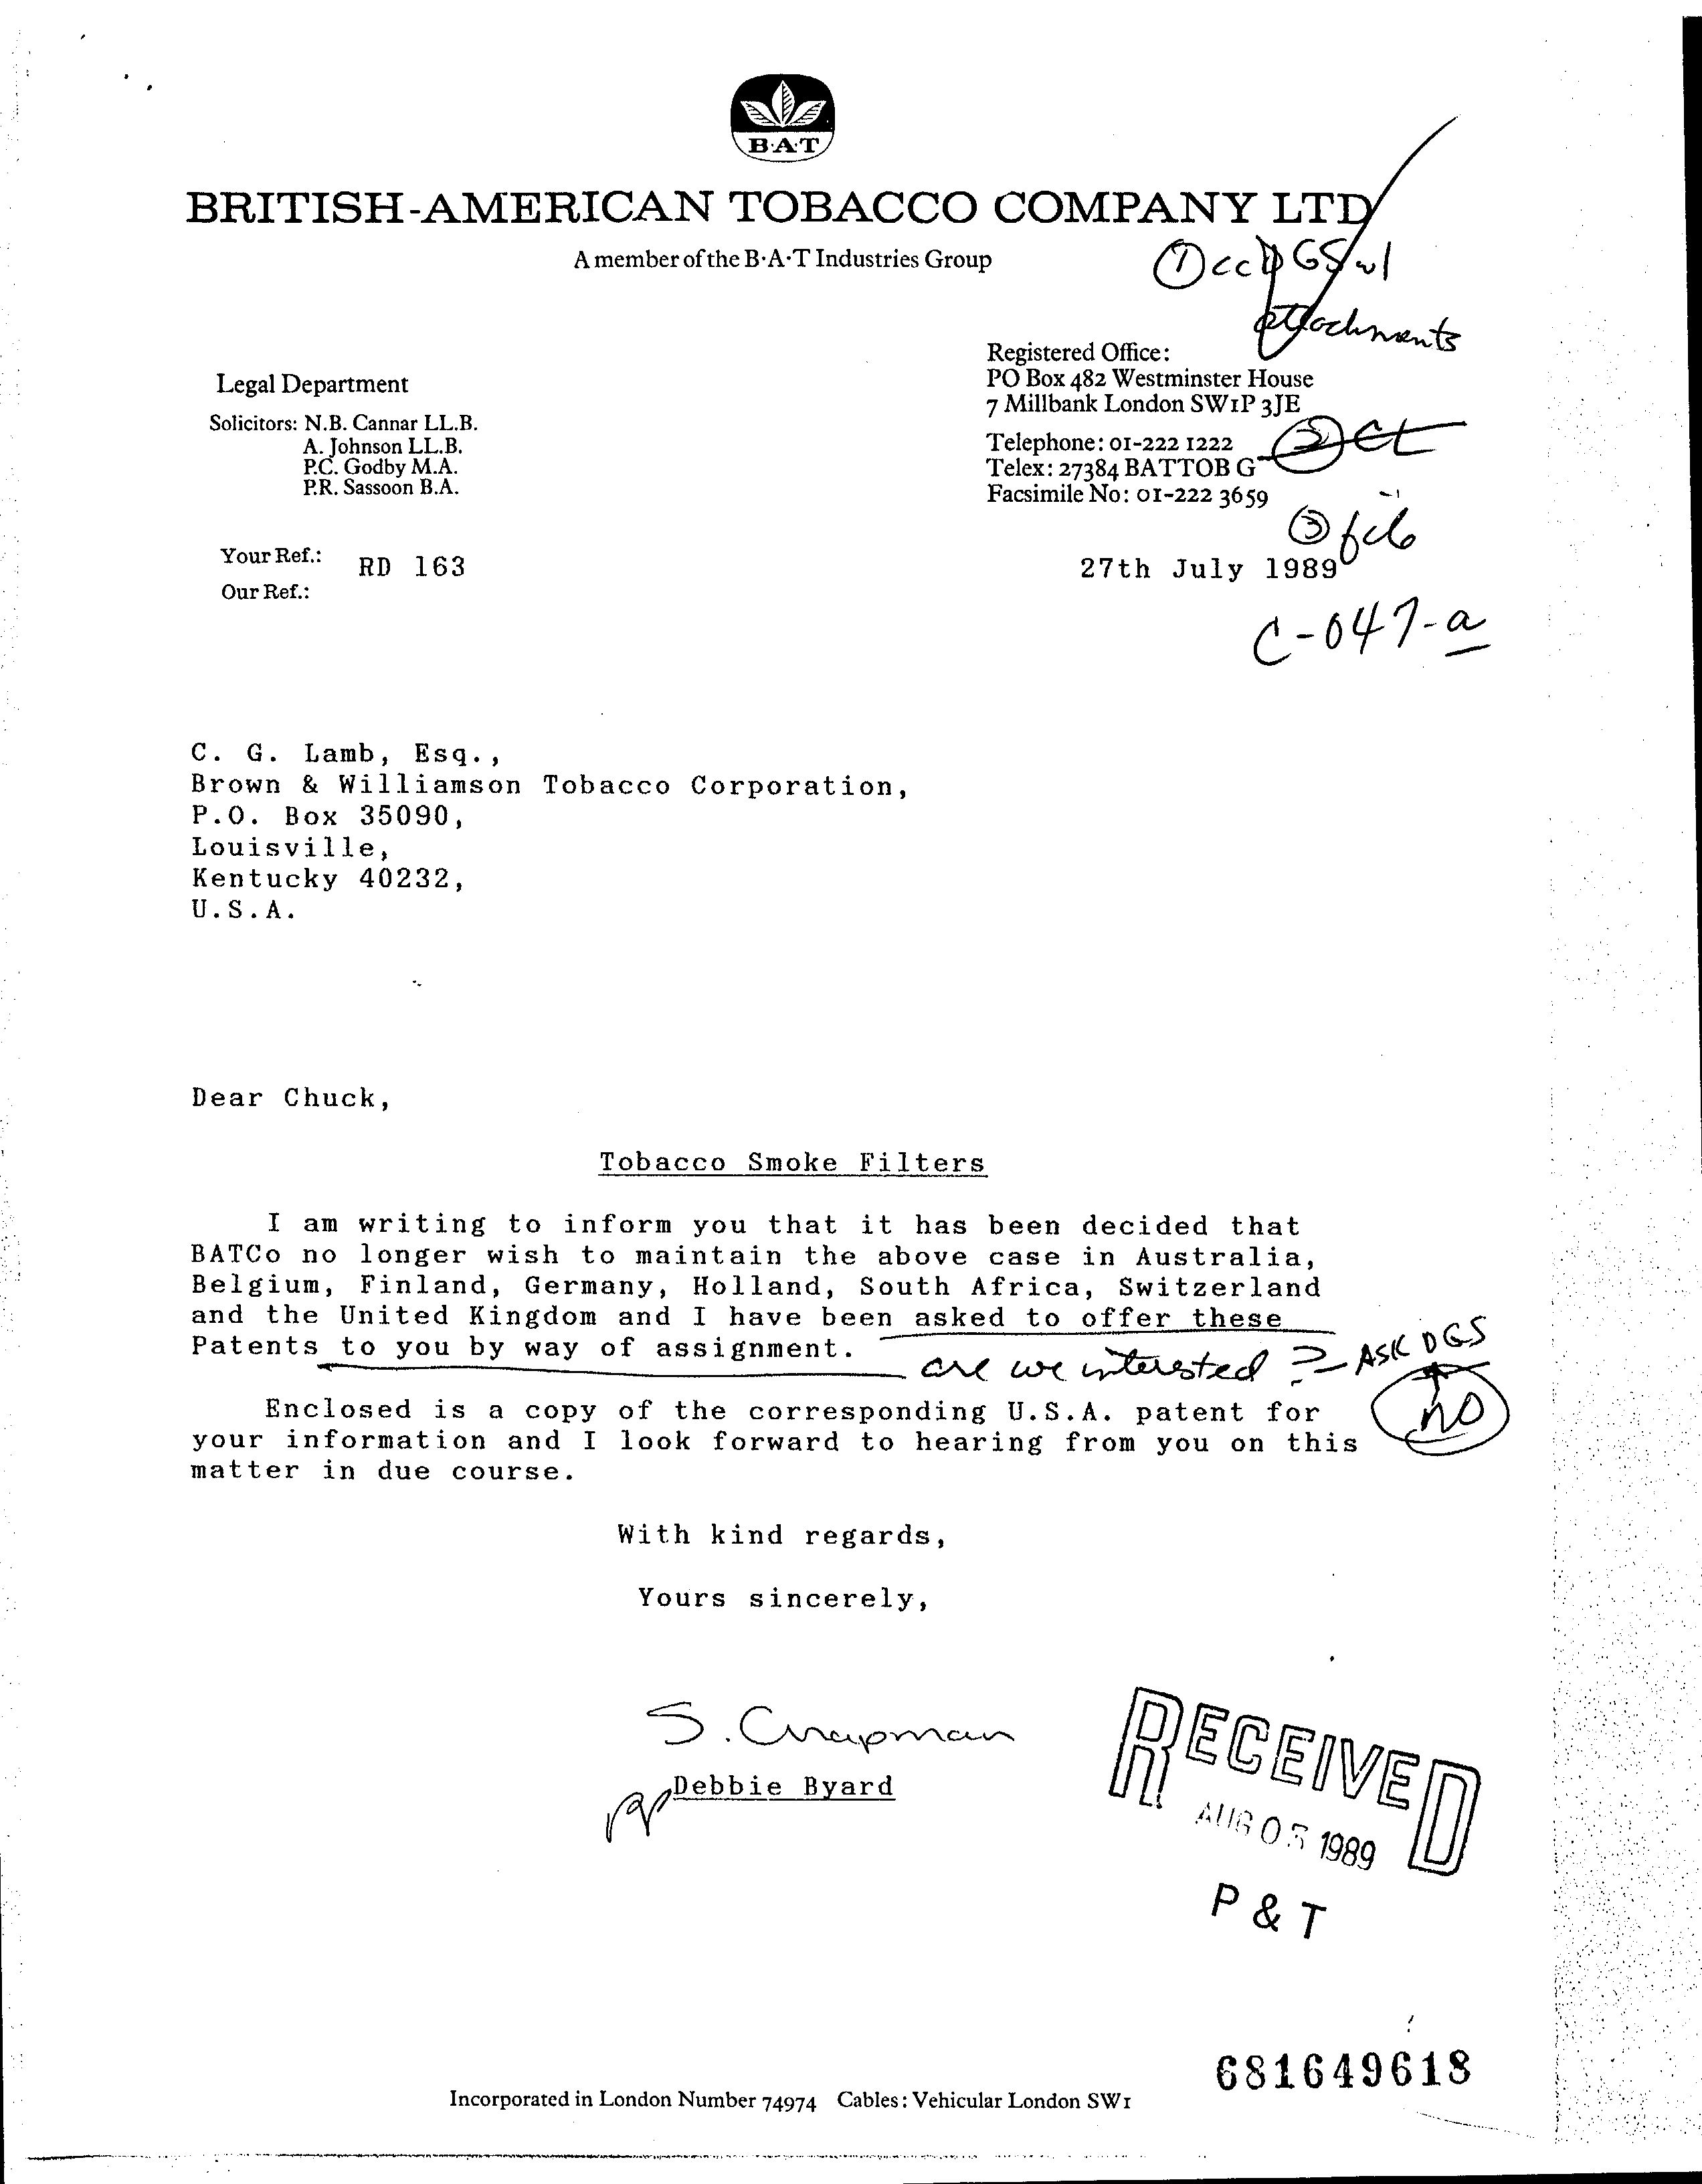 B·A·T
BRITISH-AMERICAN TOBACCO COMPANY LTD
A member of the B·A·T Industries Group
① cc DGS w/
attachments
Legal Department
Solicitors: N.B. Cannar LL.B.
A. Johnson LL.B.
P.C. Godby M.A.
P.R. Sassoon B.A.
Registered Office:
PO Box 482 Westminster House
7 Millbank London SW1P 3JE
Telephone: 01-222 1222
Telex: 27384 BATTOB G
Facsimile No: 01-222 3659
② CL
③ file
Your Ref.: RD 163
Our Ref.:
27th July 1989
C-047-a
C. G. Lamb, Esq.,
Brown & Williamson Tobacco Corporation,
P.O. Box 35090,
Louisville,
Kentucky 40232,
U.S.A.
Dear Chuck,
Tobacco Smoke Filters
I am writing to inform you that it has been decided that
BATCo no longer wish to maintain the above case in Australia,
Belgium, Finland, Germany, Holland, South Africa, Switzerland
and the United Kingdom and I have been asked to offer these
Patents to you by way of assignment.
are we interested? - ASK DGS
NO
Enclosed is a copy of the corresponding U.S.A. patent for
your information and I look forward to hearing from you on this
matter in due course.
With kind regards,
Yours sincerely,
S. Chapman
pp Debbie Byard
RECEIVED
AUG 03 1989
P & T
681649618
Incorporated in London Number 74974 Cables: Vehicular London SW1